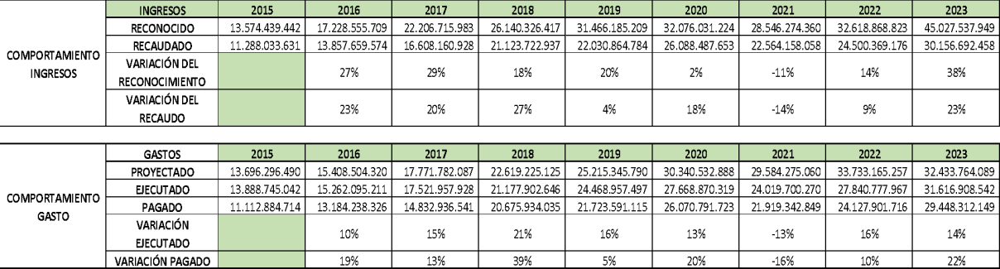 INGRESOS 2015 2016 2017 2018 2019 2020 2021 2022 2023
RECONOCIDO 13.574.439.442 17.228.555.709 22.206.715.983 26.140.326.417 31.466.185.209 32.076.031.224 28.546.274.360 32.618.868.823 45.027.537.949
RECAUDADO 11.288.033.631 13.857.659.574 16.608.160.928 21.123.722.937 22.030.864.784 26.088.487.653 22.564.158.058 24.500.369.176 30.156.692.458
COMPORTAMIENTO
INGRESOS
VARIACIÓN DEL
RECONOCIMIENTO
27% 29% 18% 20% 2% -11% 14% 38%
VARIACIÓN DEL
RECAUDO
23% 20% 27% 4% 18% -14% 9% 23%
GASTOS 2015 2016 2017 2018 2019 2020 2021 2022 2023
PROYECTADO 13.696.296.490 15.408.504.320 17.771.782.087 22.619.225.125 25.215.345.790 30.340.532.888 29.584.275.060 33.733.165.257 32.433.764.089
EJECUTADO 13.888.745.042 15.262.095.211 17.521.957.928 21.177.902.646 24.468.957.497 27.668.870.319 24.019.700.270 27.840.777.967 31.616.908.542
PAGADO 11.112.884.714 13.184.238.326 14.832.936.541 20.675.934.035 21.723.591.115 26.070.791.723 21.919.342.849 24.127.901.716 29.448.312.149
COMPORTAMIENTO
GASTO
VARIACIÓN
EJECUTADO
10% 15% 21% 16% 13% -13% 16% 14%
VARIACIÓN PAGADO 19% 13% 39% 5% 20% -16% 10% 22%